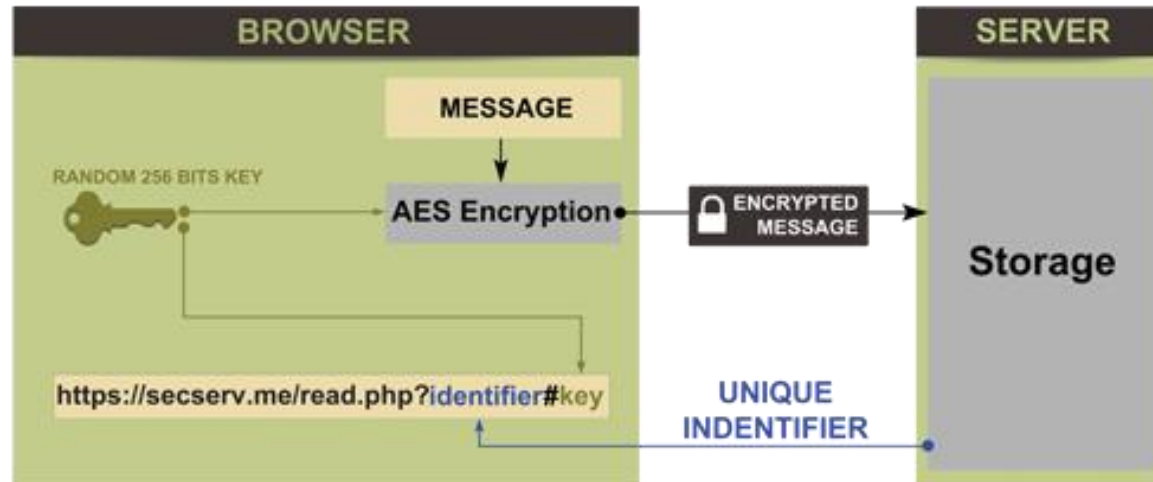 BROWSER
SERVER
MESSAGE
RANDOM 256 BITS KEY
AES Encryption
ENCRYPTED
MESSAGE
Storage
https://secserv.me/read.php?identifier#key
UNIQUE
INDENTIFIER